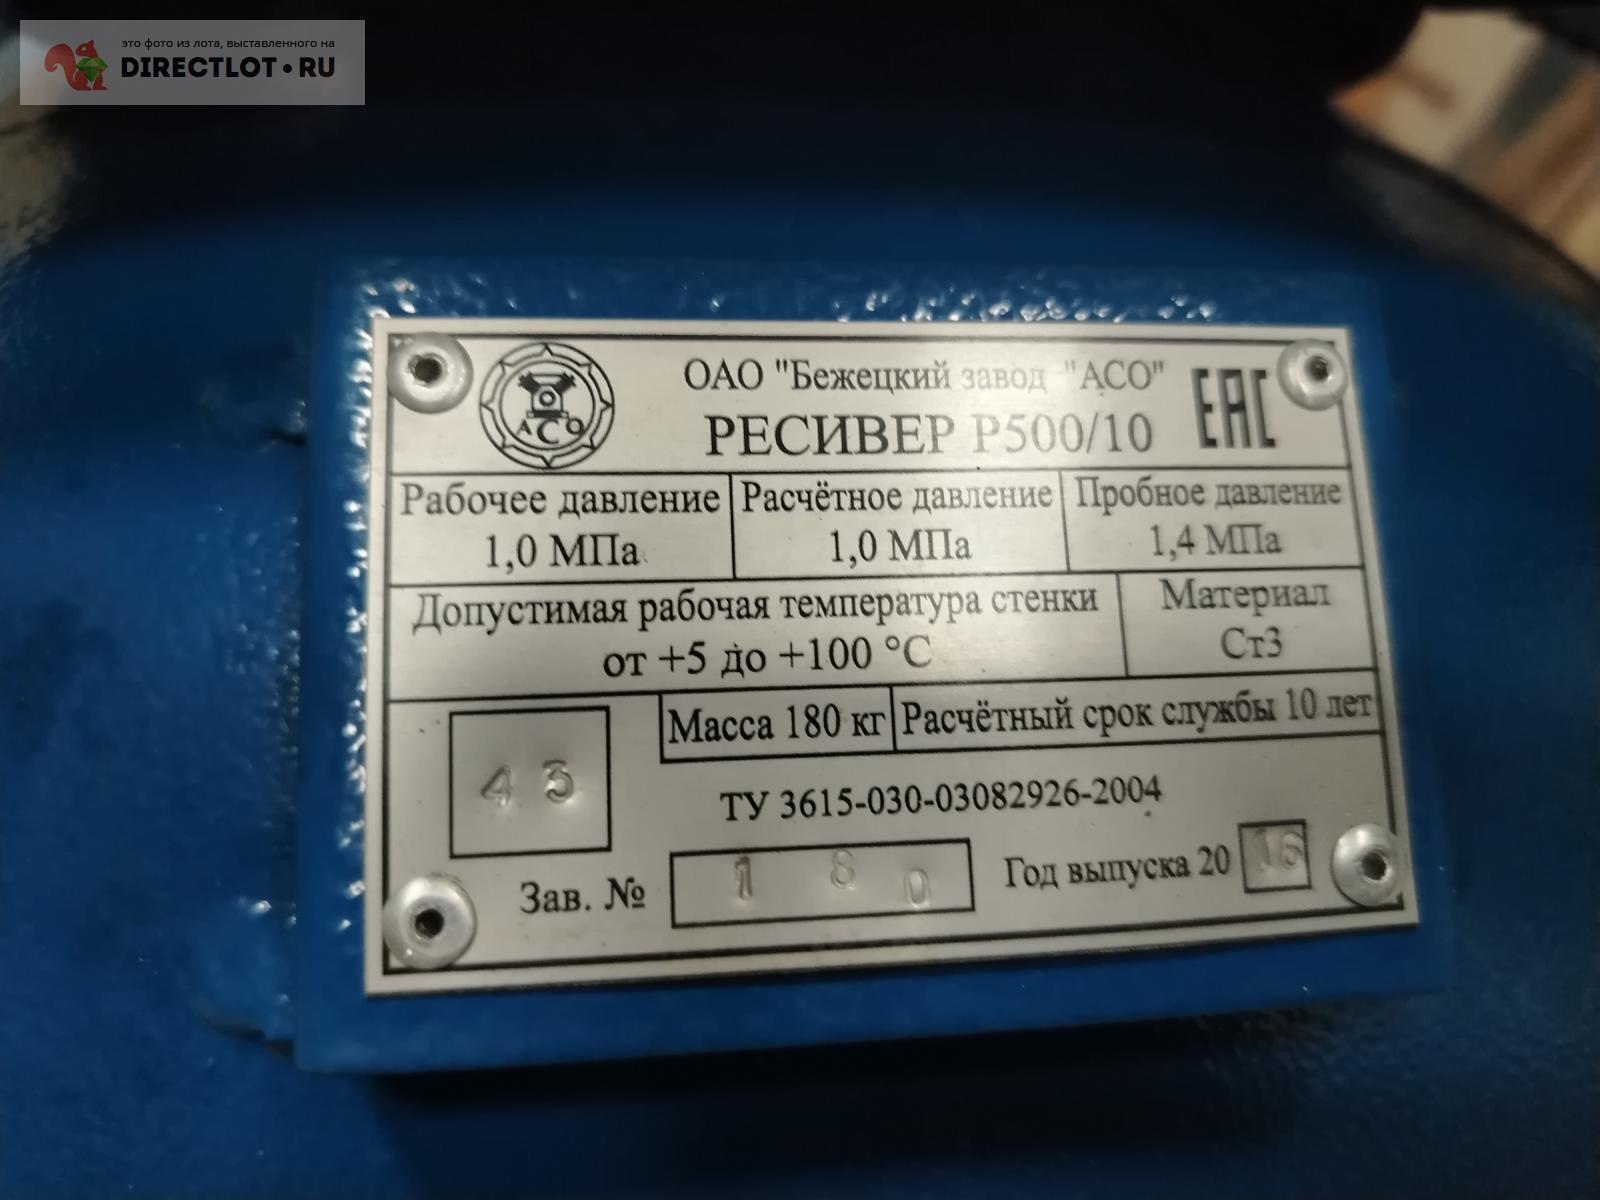 это фото из лота, выставленного на
DIRECTLOT•RU
АСО
ОАО "Бежецкий завод "АСО"
РЕСИВЕР Р500/10
EAC
Рабочее давление
1,0 МПа
Расчётное давление
1,0 МПа
Пробное давление
1,4 МПа
Допустимая рабочая температура стенки
от +5 до +100 °С
Материал
Ст3
43
Масса 180 кг
Расчётный срок службы 10 лет
ТУ 3615-030-03082926-2004
Зав. № 180
Год выпуска 2016